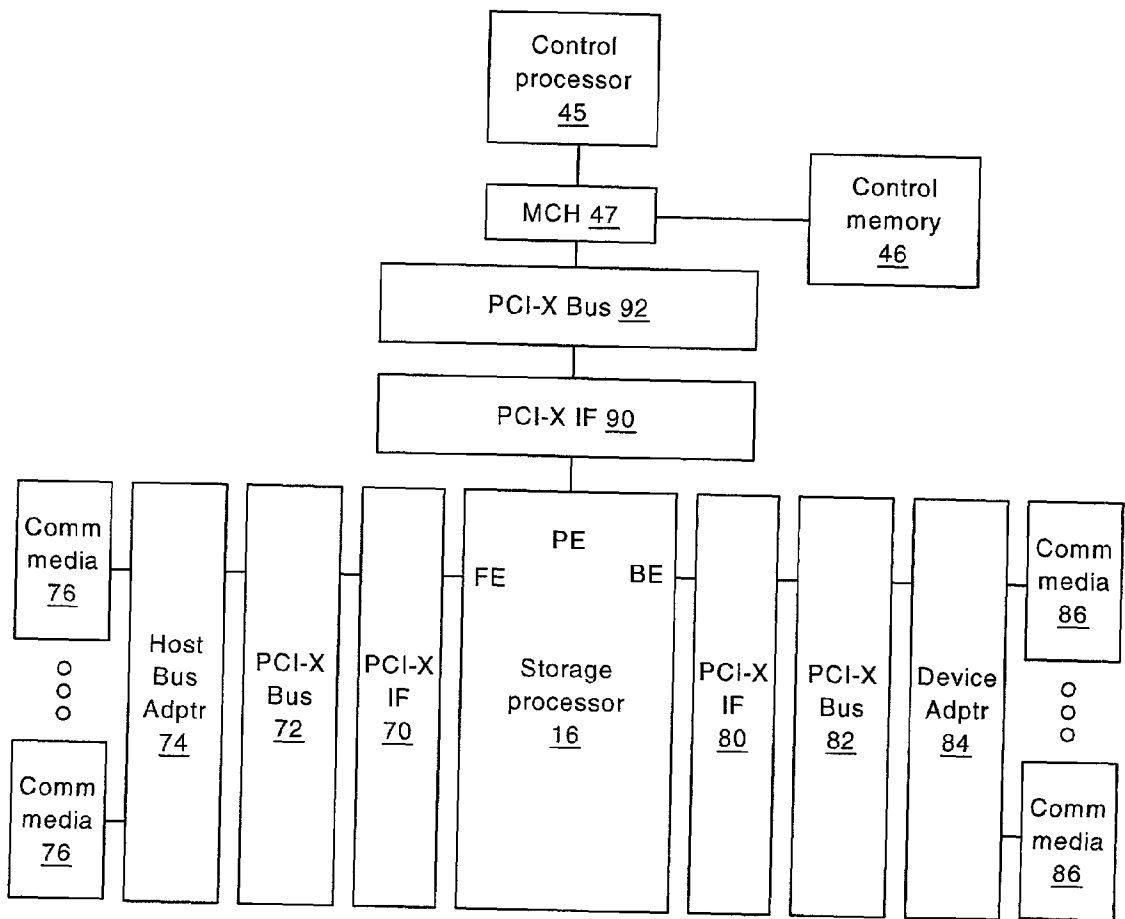 Control
processor
45
MCH 47
Control
memory
46
PCI-X Bus 92
PCI-X IF 90
Comm
media
76
Comm
media
76
Host
Bus
Adptr
74
PCI-X
Bus
72
PCI-X
IF
70
PE
FE
BE
Storage
processor
16
PCI-X
IF
80
PCI-X
Bus
82
Device
Adptr
84
Comm
media
86
Comm
media
86